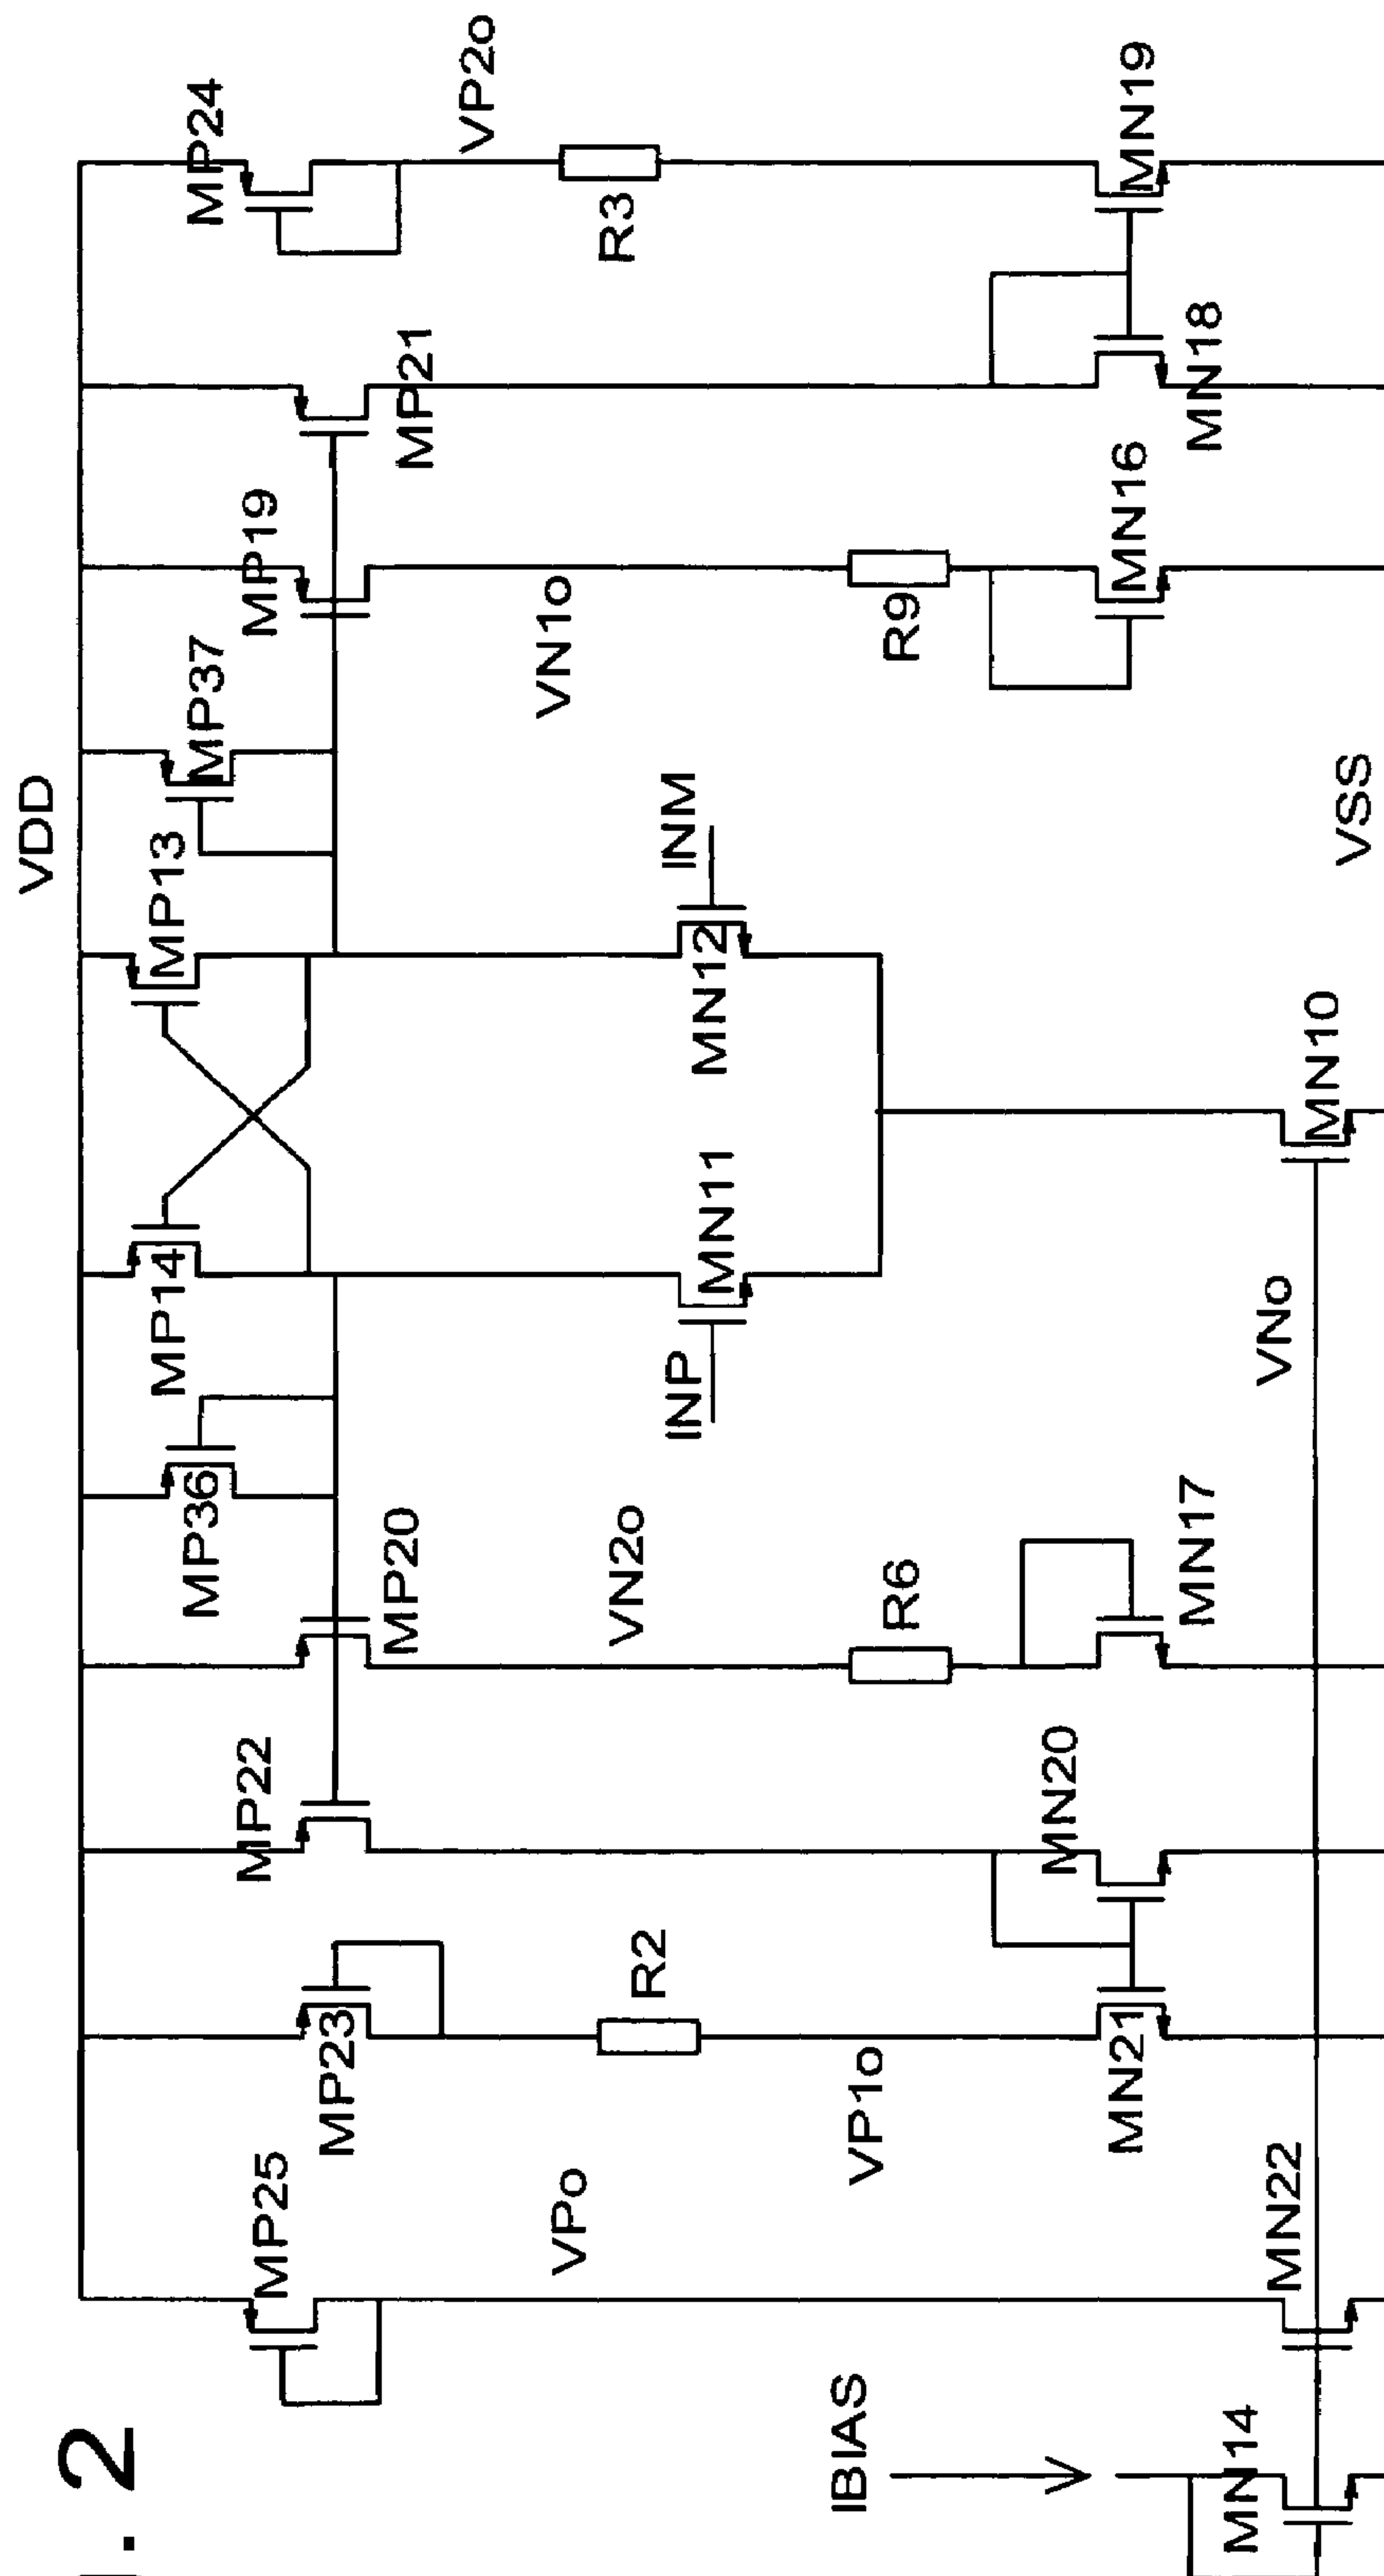 . 2
VDD
MP25
MP23
MP22
MP20
MP36
MP14
MP13
MP37
MP19
MP21
MP24
VPo
R2
VN2o
INP
INM
VN1o
VP2o
R3
IBIAS
VP1o
R6
MN11
MN12
R9
MN21
MN20
MN17
MN16
MN18
MN19
MN14
MN22
VNo
MN10
VSS